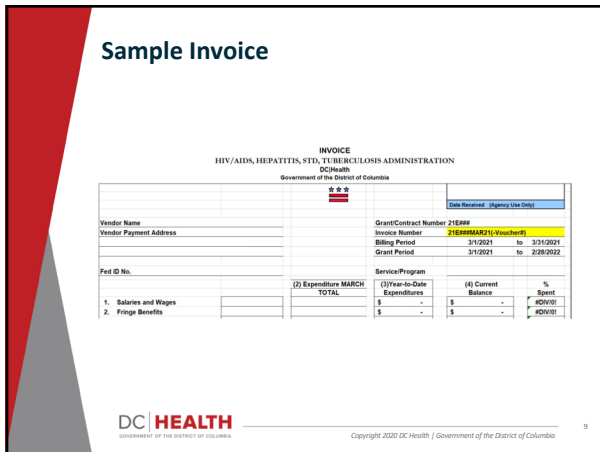 Sample Invoice
INVOICE
HIV/AIDS, HEPATITIS, STD, TUBERCULOSIS ADMINISTRATION
DC|Health
Government of the District of Columbia
Date Received (Agency Use Only)
Vendor Name Grant/Contract Number 21E###
Vendor Payment Address Invoice Number 21E###MAR21(-Voucher#)
Billing Period 3/1/2021 to 3/31/2021
Grant Period 3/1/2021 to 2/28/2022
Fed ID No. Service/Program
(2) Expenditure MARCH (3)Year-to-Date (4) Current %
TOTAL Expenditures Balance Spent
1. Salaries and Wages $ - $ - #DIV/0!
2. Fringe Benefits $ - $ - #DIV/0!
DC HEALTH
GOVERNMENT OF THE DISTRICT OF COLUMBIA
Copyright 2020 DC Health | Government of the District of Columbia
9